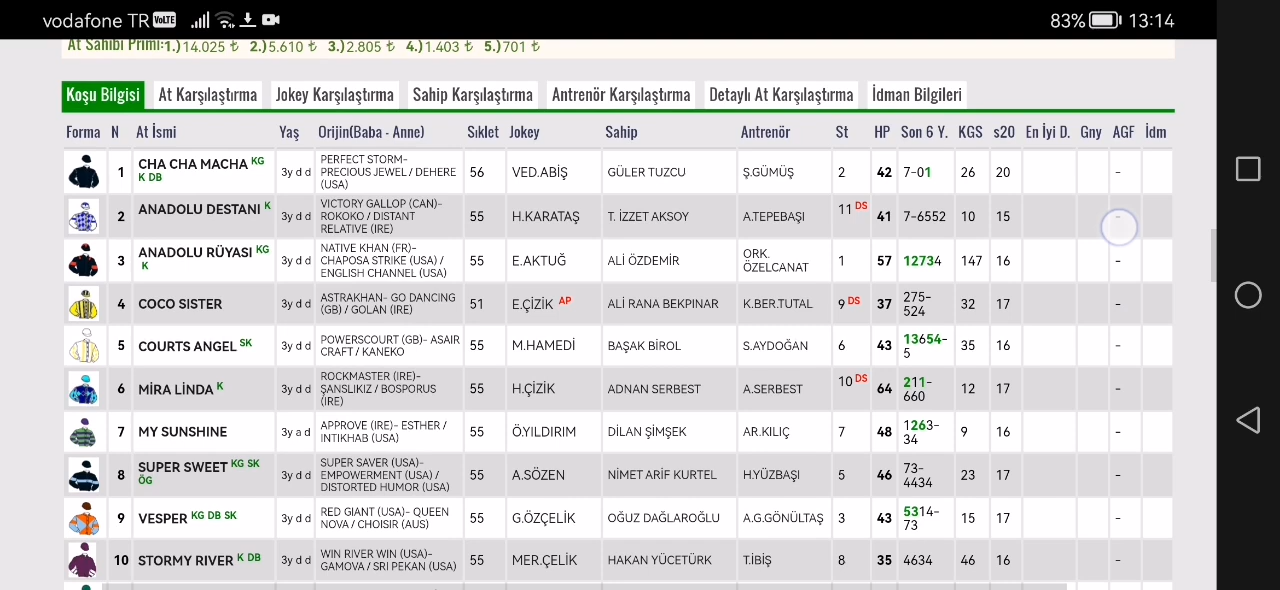 vodafone TR VoLTE 83% 13:14
At Sahibi Primi:1.)14.025 ₺ 2.)5.610 ₺ 3.)2.805 ₺ 4.)1.403 ₺ 5.)701 ₺
Koşu Bilgisi At Karşılaştırma Jokey Karşılaştırma Sahip Karşılaştırma Antrenör Karşılaştırma Detaylı At Karşılaştırma İdman Bilgileri
Forma N At İsmi Yaş Orijin(Baba - Anne) Sıklet Jokey Sahip Antrenör St HP Son 6 Y. KGS s20 En İyi D. Gny AGF İdm
1 CHA CHA MACHA KG K DB 3y d d PERFECT STORM- PRECIOUS JEWEL / DEHERE (USA) 56 VED.ABİŞ GÜLER TUZCU Ş.GÜMÜŞ 2 42 7-01 26 20 -
2 ANADOLU DESTANI K 3y d d VICTORY GALLOP (CAN)- ROKOKO / DISTANT RELATIVE (IRE) 55 H.KARATAŞ T. İZZET AKSOY A.TEPEBAŞI 11 DS 41 7-6552 10 15 -
3 ANADOLU RÜYASI KG K 3y d d NATIVE KHAN (FR)- CHAPOSA STRIKE (USA) / ENGLISH CHANNEL (USA) 55 E.AKTUĞ ALİ ÖZDEMİR ORK. ÖZELCANAT 1 57 12734 147 16 -
4 COCO SISTER 3y d d ASTRAKHAN- GO DANCING (GB) / GOLAN (IRE) 51 E.ÇİZİK AP ALİ RANA BEKPINAR K.BER.TUTAL 9 DS 37 275-524 32 17 -
5 COURTS ANGEL SK 3y d d POWERSCOURT (GB)- ASAIR CRAFT / KANEKO 55 M.HAMEDİ BAŞAK BİROL S.AYDOĞAN 6 43 13654-5 35 16 -
6 MİRA LİNDA K 3y d d ROCKMASTER (IRE)- ŞANSLIKIZ / BOSPORUS (IRE) 55 H.ÇİZİK ADNAN SERBEST A.SERBEST 10 DS 64 211-660 12 17 -
7 MY SUNSHINE 3y a d APPROVE (IRE)- ESTHER / INTIKHAB (USA) 55 Ö.YILDIRIM DİLAN ŞİMŞEK AR.KILIÇ 7 48 1263-34 9 16 -
8 SUPER SWEET KG SK ÖG 3y d d SUPER SAVER (USA)- EMPOWERMENT (USA) / DISTORTED HUMOR (USA) 55 A.SÖZEN NİMET ARİF KURTEL H.YÜZBAŞI 5 46 73-4434 23 17 -
9 VESPER KG DB SK 3y d d RED GIANT (USA)- QUEEN NOVA / CHOISIR (AUS) 55 G.ÖZÇELİK OĞUZ DAĞLAROĞLU A.G.GÖNÜLTAŞ 3 43 5314-73 15 17 -
10 STORMY RIVER K DB 3y d d WIN RIVER WIN (USA)- GAMOVA / SRI PEKAN (USA) 55 MER.ÇELİK HAKAN YÜCETÜRK T.İBİŞ 8 35 4634 46 16 -